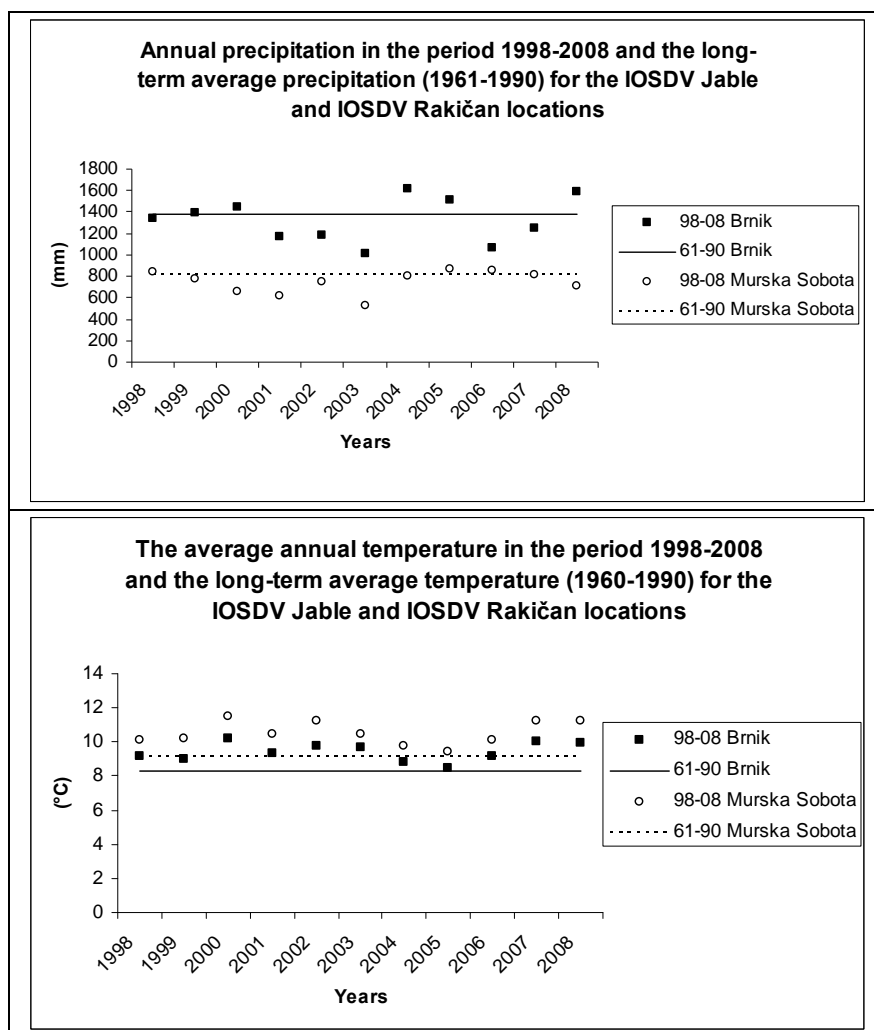 Annual precipitation in the period 1998-2008 and the long-
term average precipitation (1961-1990) for the IOSDV Jable
and IOSDV Rakičan locations
1800
1600
1400
1200
1000
800
600
400
200
0
(mm)
1998
1999
2000
2001
2002
2003
2004
2005
2006
2007
2008
Years
98-08 Brnik
61-90 Brnik
98-08 Murska Sobota
61-90 Murska Sobota
The average annual temperature in the period 1998-2008
and the long-term average temperature (1960-1990) for the
IOSDV Jable and IOSDV Rakičan locations
14
12
10
8
6
4
2
0
(°C)
1998
1999
2000
2001
2002
2003
2004
2005
2006
2007
2008
Years
98-08 Brnik
61-90 Brnik
98-08 Murska Sobota
61-90 Murska Sobota